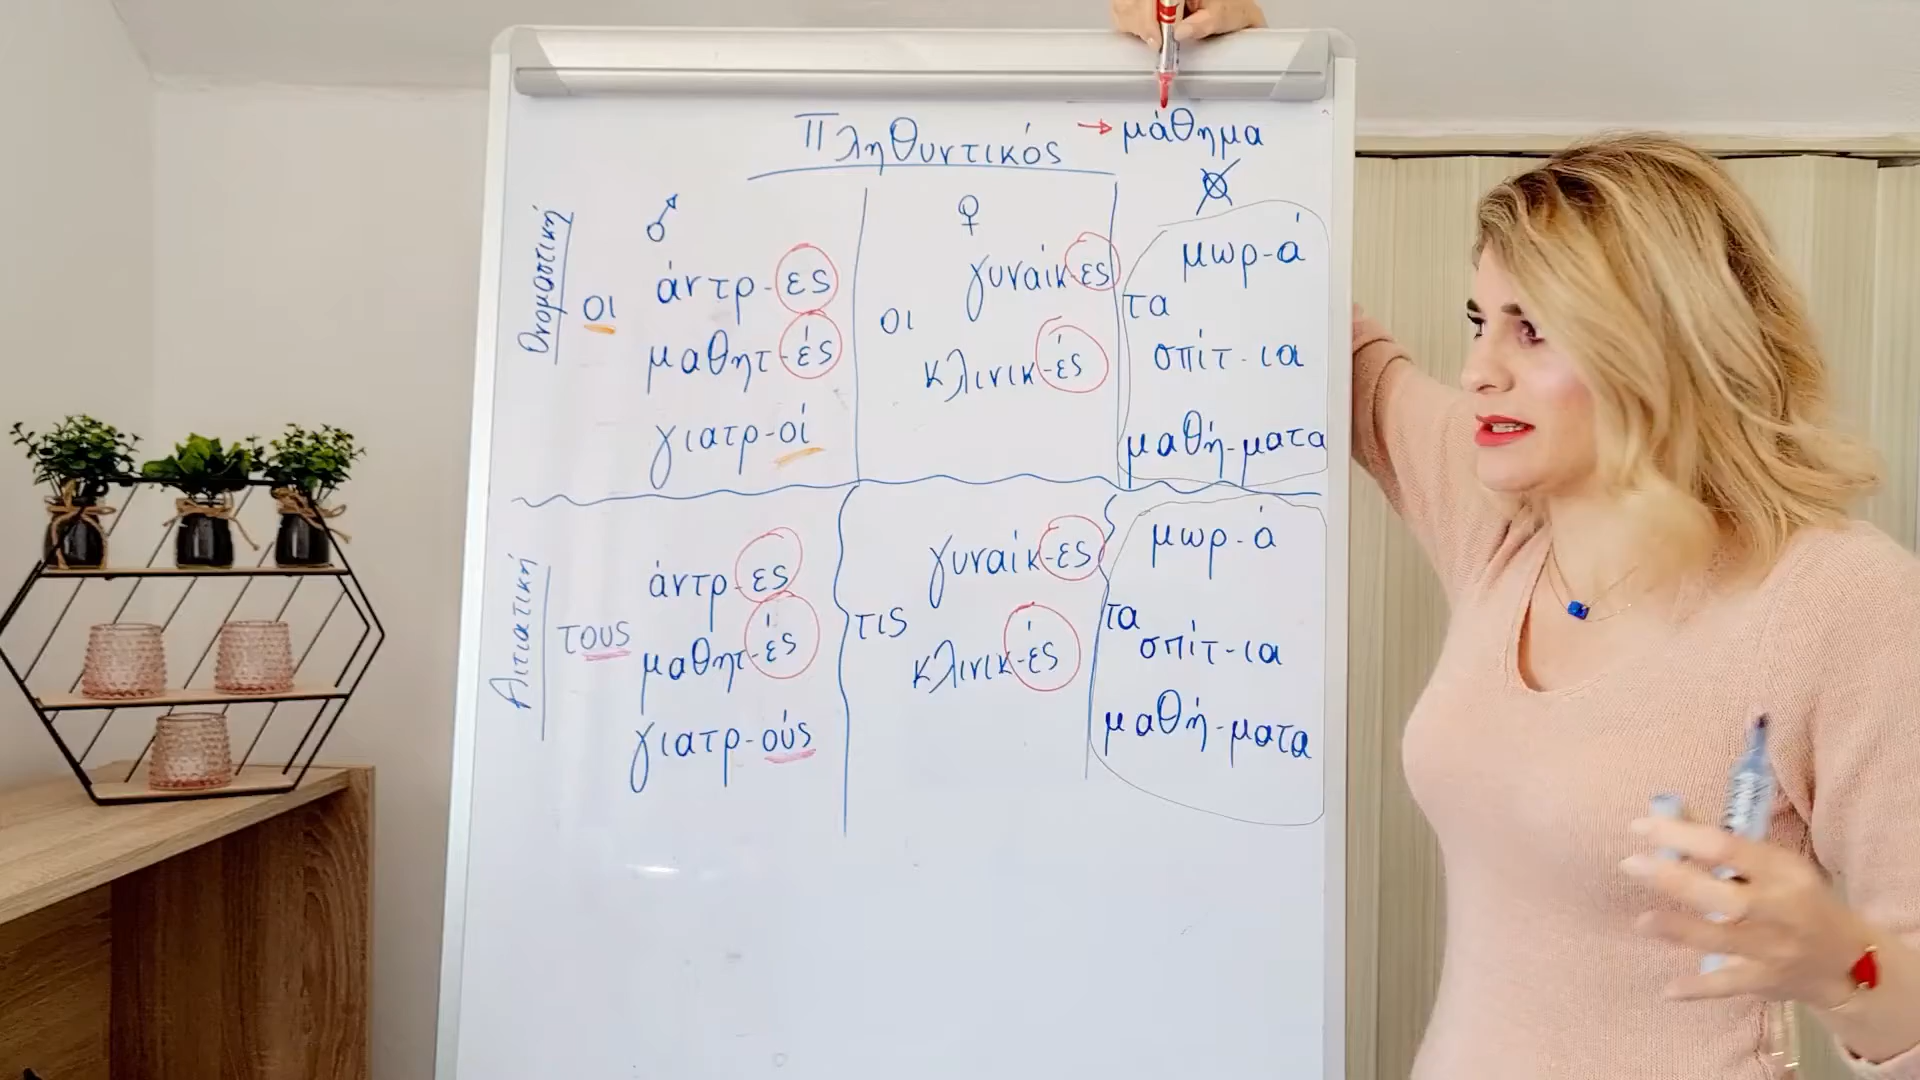 Πληθυντικός → μάθημα
♂ ♀
Ονομαστική
οι
άντρ-ες
μαθητ-ές
γιατρ-οί
οι
γυναίκ-ες
κλινικ-ές
τα
μωρ-ά
σπίτ-ια
μαθή-ματα
Αιτιατική
τους
άντρ-ες
μαθητ-ές
γιατρ-ούς
τις
γυναίκ-ες
κλινικ-ές
τα
μωρ-ά
σπίτ-ια
μαθή-ματα